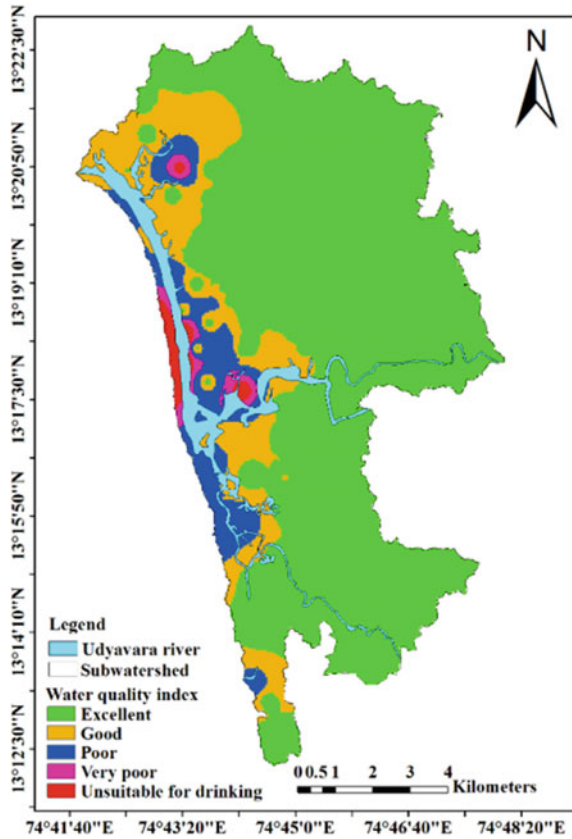 N
13°22'30"N
13°20'50"N
13°19'10"N
13°17'30"N
13°15'50"N
13°14'10"N
13°12'30"N
Legend
Udyavara river
Subwatershed
Water quality index
Excellent
Good
Poor
Very poor
Unsuitable for drinking
0 0.5 1 2 3 4
Kilometers
74°41'40"E 74°43'20"E 74°45'0"E 74°46'40"E 74°48'20"E